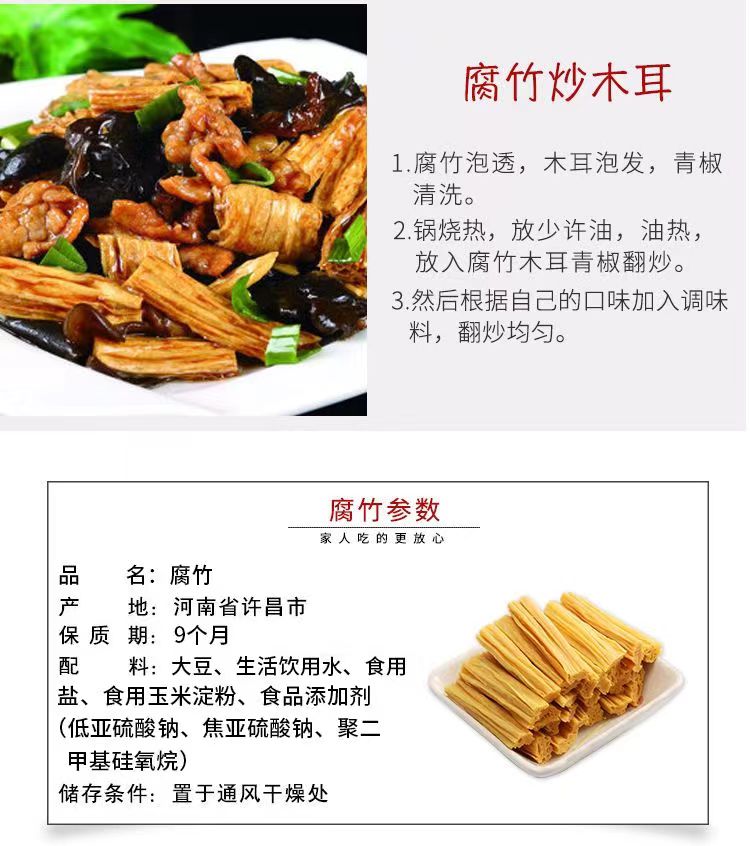 腐竹炒木耳
1.腐竹泡透，木耳泡发，青椒
清洗。
2.锅烧热，放少许油，油热，
放入腐竹木耳青椒翻炒。
3.然后根据自己的口味加入调味
料，翻炒均匀。
腐竹参数
家人吃的更放心
品 名：腐竹
产 地：河南省许昌市
保 质 期：9个月
配 料：大豆、生活饮用水、食用
盐、食用玉米淀粉、食品添加剂
(低亚硫酸钠、焦亚硫酸钠、聚二
甲基硅氧烷)
储存条件：置于通风干燥处